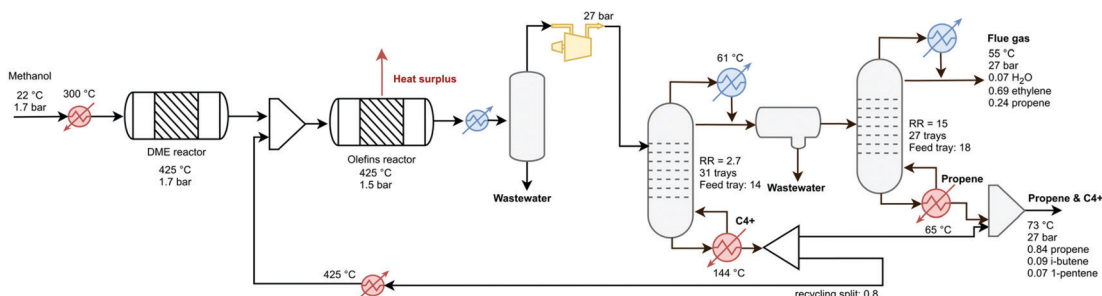 Methanol
22 °C
1.7 bar
300 °C
DME reactor
425 °C
1.7 bar
Heat surplus
Olefins reactor
425 °C
1.5 bar
Wastewater
27 bar
61 °C
RR = 2.7
31 trays
Feed tray: 14
Wastewater
C4+
144 °C
RR = 15
27 trays
Feed tray: 18
Flue gas
55 °C
27 bar
0.07 H₂O
0.69 ethylene
0.24 propene
Propene
65 °C
Propene & C4+
73 °C
27 bar
0.84 propene
0.09 i-butene
0.07 1-pentene
425 °C
recycling split: 0.8